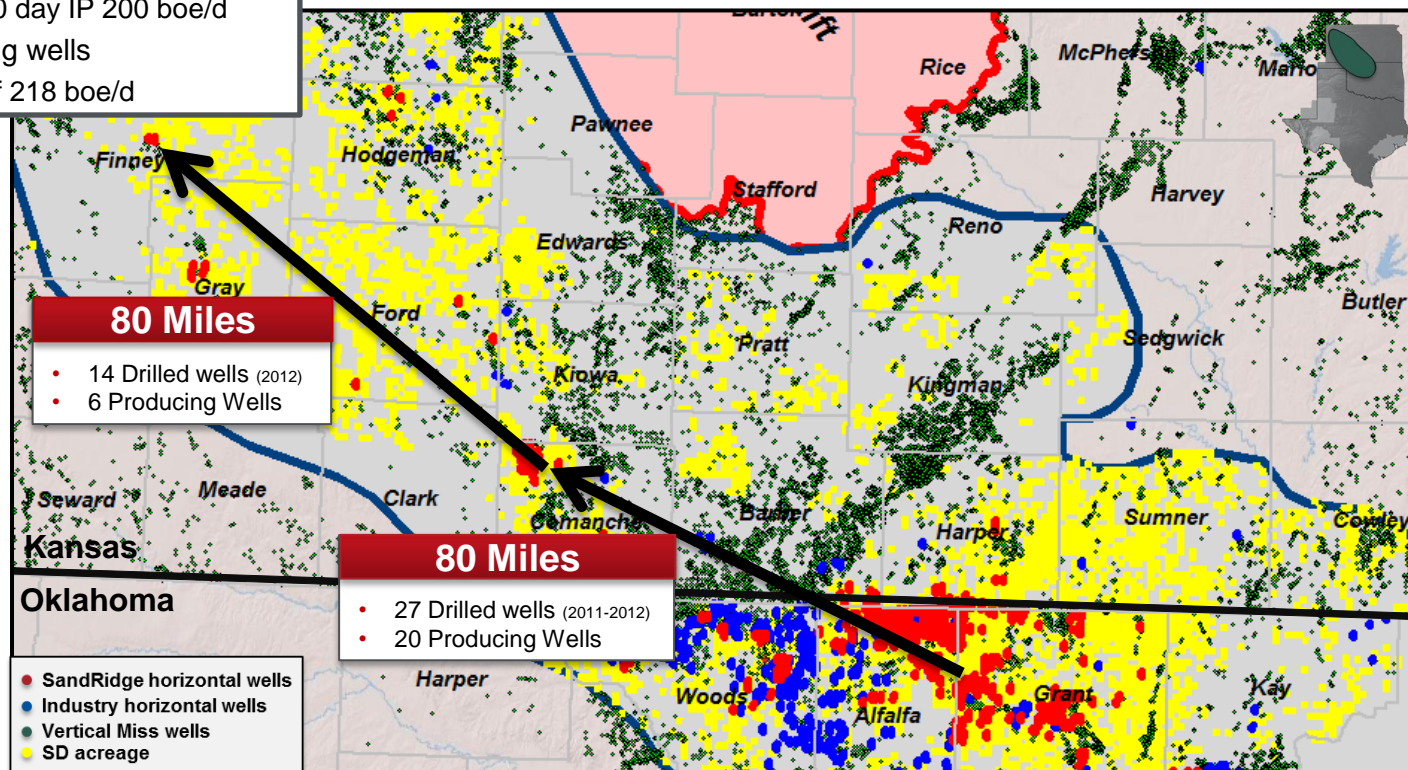 0 day IP 200 boe/d
g wells
f 218 boe/d
Rift
Rice
McPherson
Pawnee
Finney
Hodgeman
Stafford
Harvey
Reno
Edwards
Gray
Butler
80 Miles
Ford
Sedgwick
Pratt
• 14 Drilled wells (2012)
• 6 Producing Wells
Kiowa
Kingman
Seward
Meade
Clark
Comanche
Barber
Harper
Sumner
Cowley
Kansas
80 Miles
Oklahoma
• 27 Drilled wells (2011-2012)
• 20 Producing Wells
Harper
Woods
Alfalfa
Grant
Kay
• SandRidge horizontal wells
• Industry horizontal wells
• Vertical Miss wells
• SD acreage